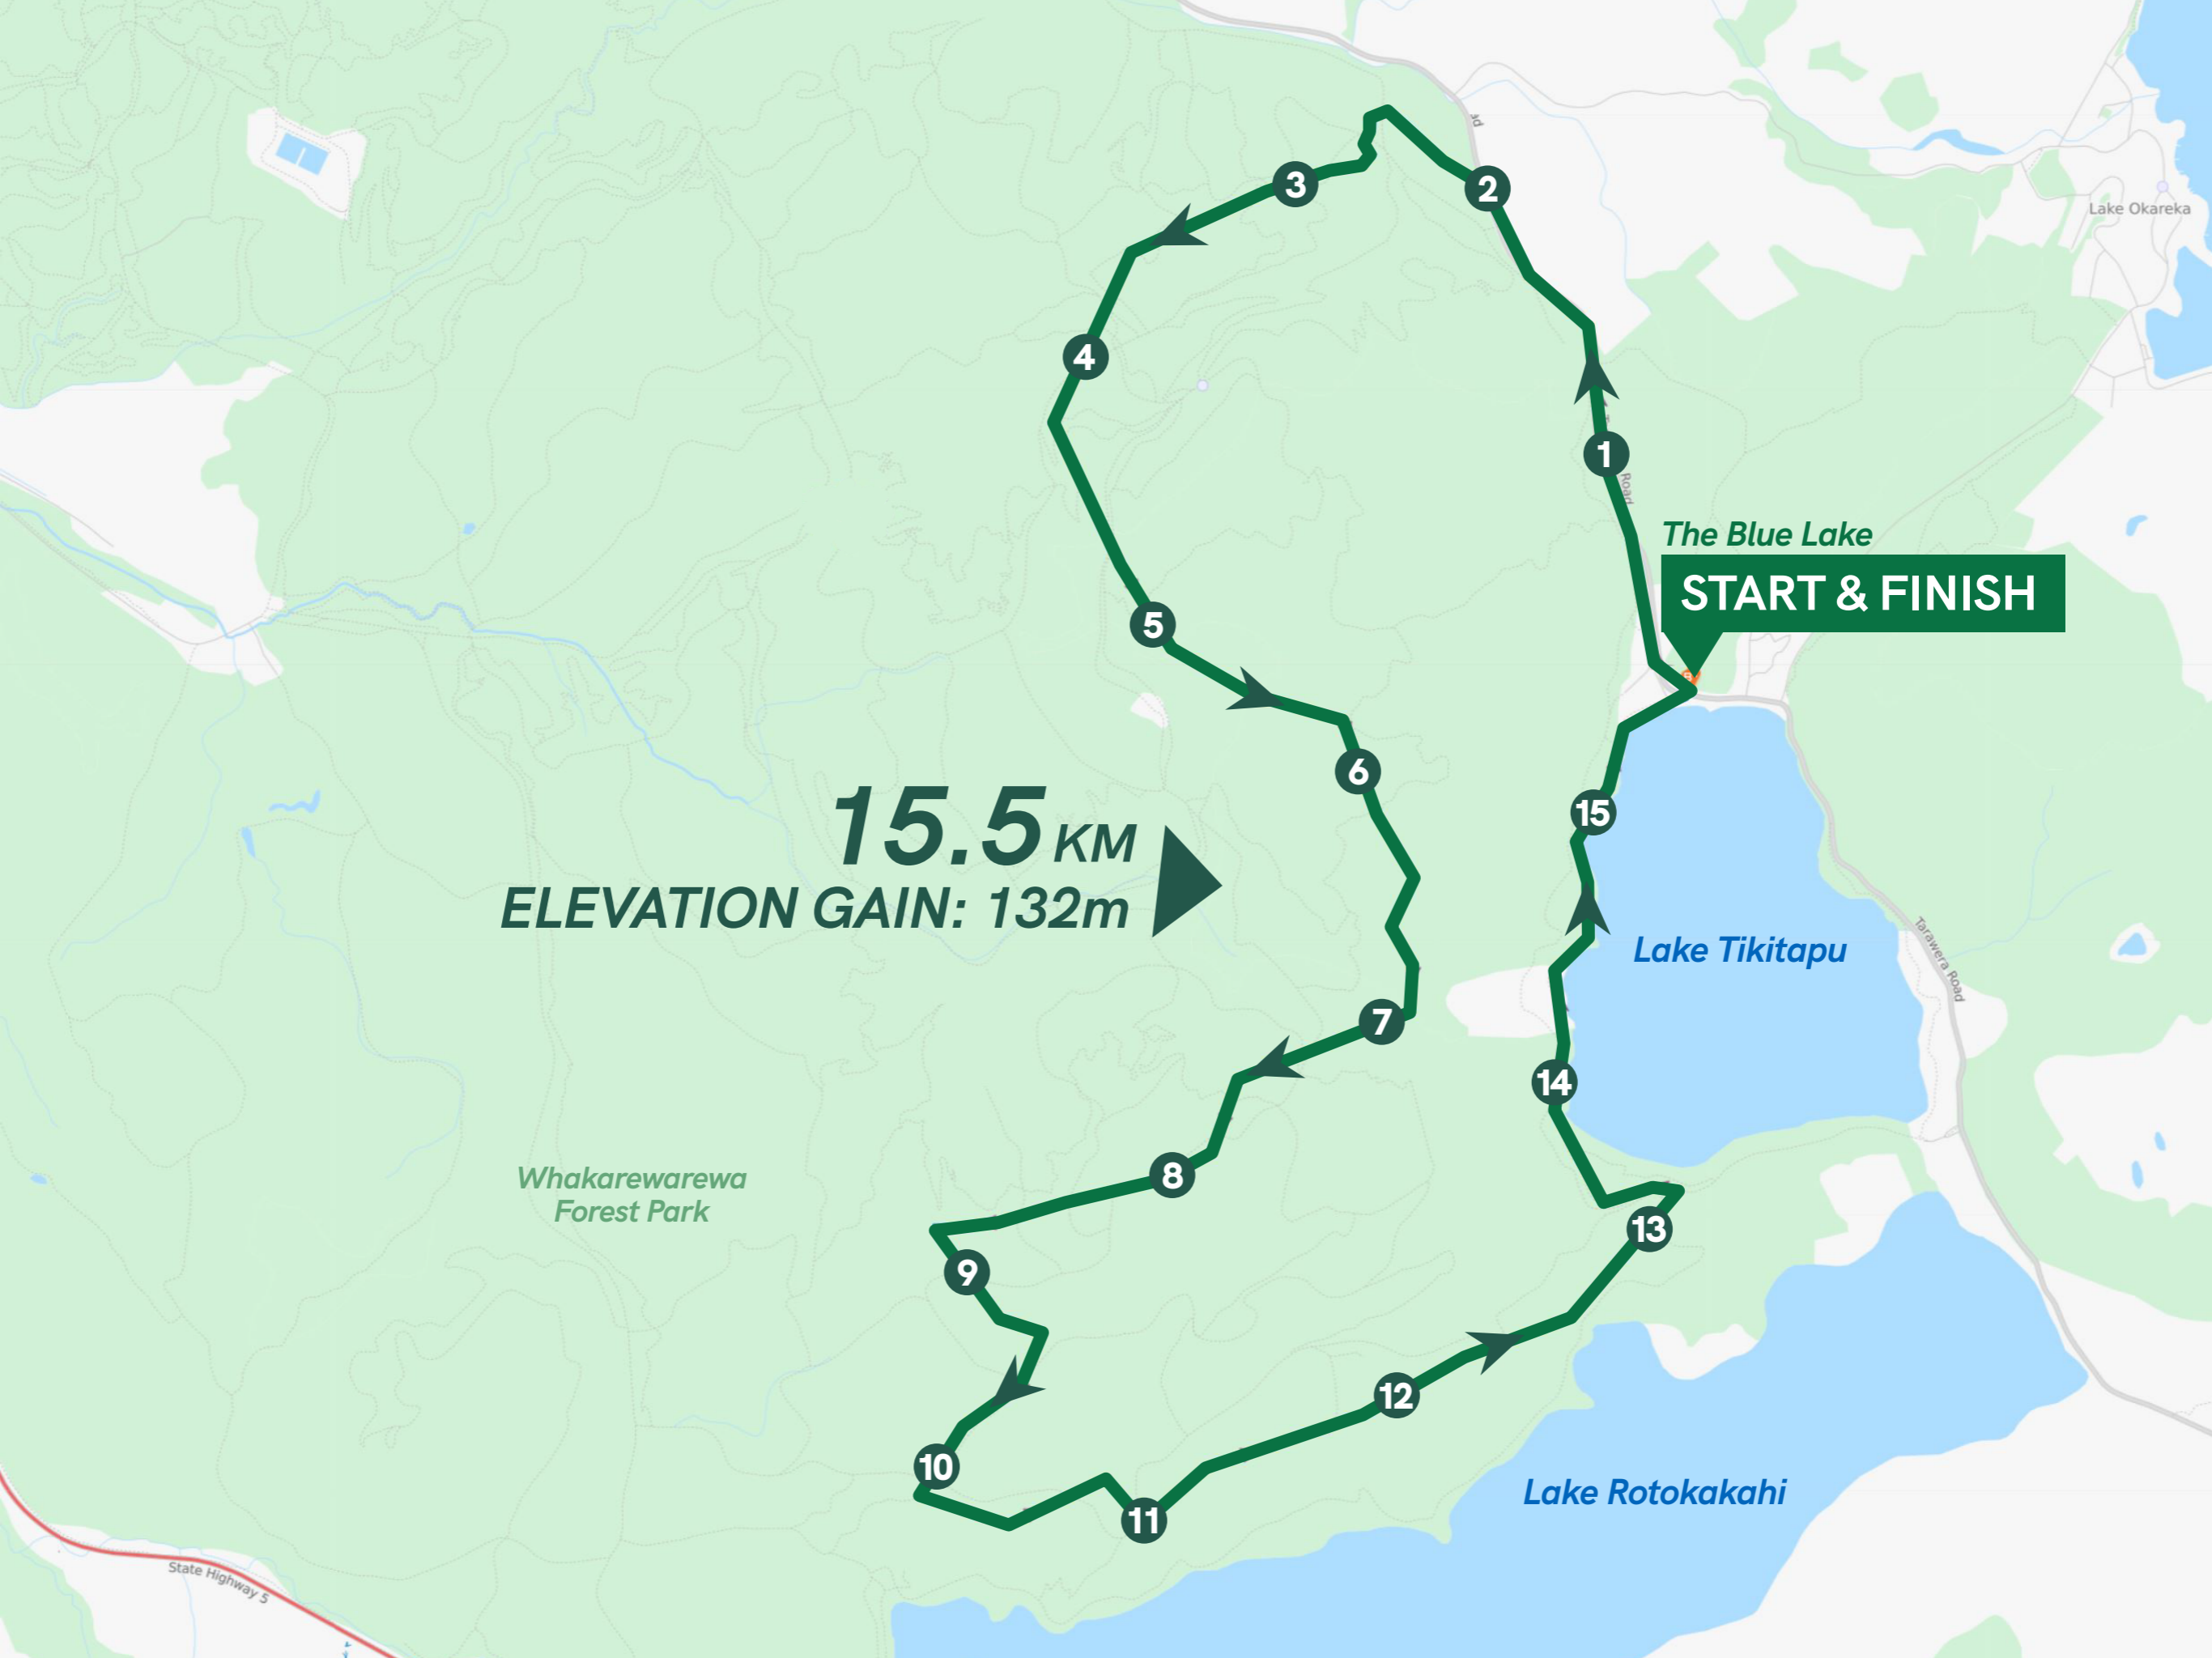 ad
2
3
Lake Okareka
4
1
Road
The Blue Lake
START & FINISH
5
6
15.5 KM
15
ELEVATION GAIN: 132m
Lake Tikitapu
Tarawera Road
7
14
8
Whakarewarewa
Forest Park
13
9
12
10
Lake Rotokakahi
11
State Highway 5